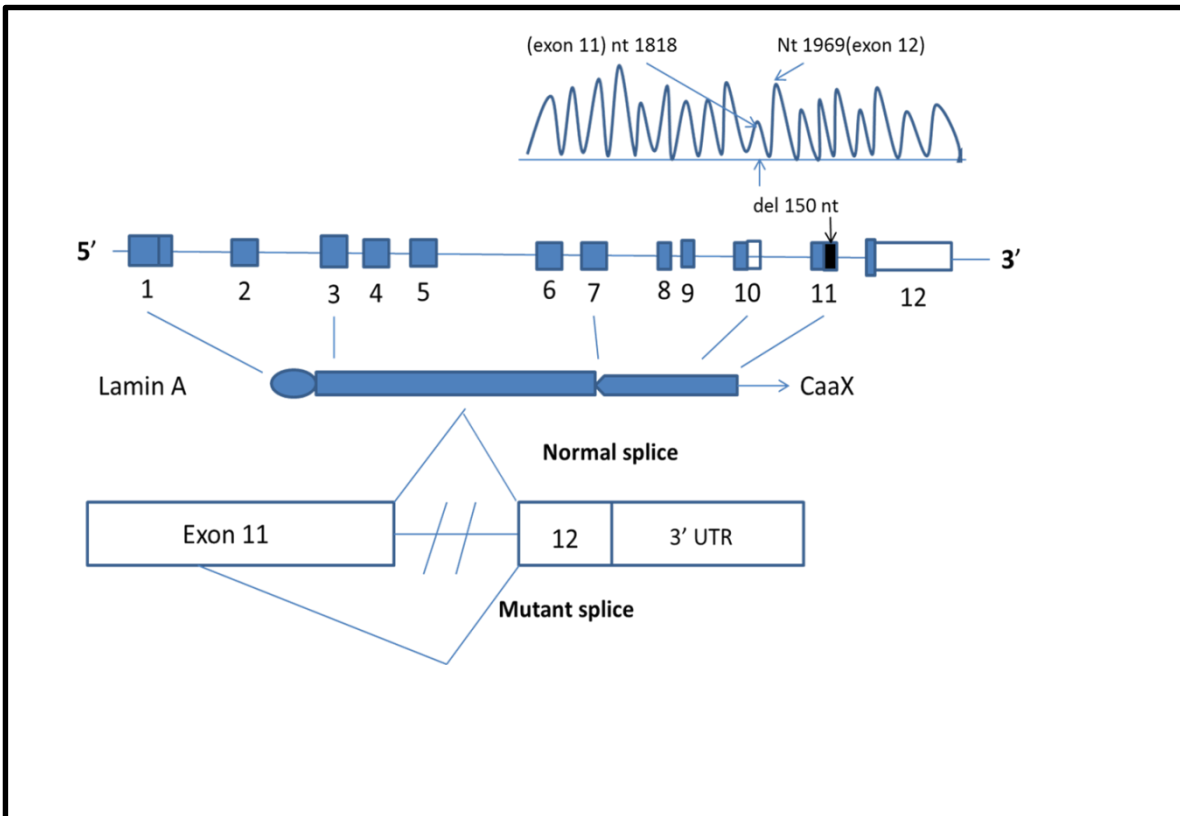 (exon 11) nt 1818
Nt 1969(exon 12)
del 150 nt
5’
3’
1 2 3 4 5 6 7 8 9 10 11 12
Lamin A
CaaX
Normal splice
Exon 11
12
3’ UTR
Mutant splice